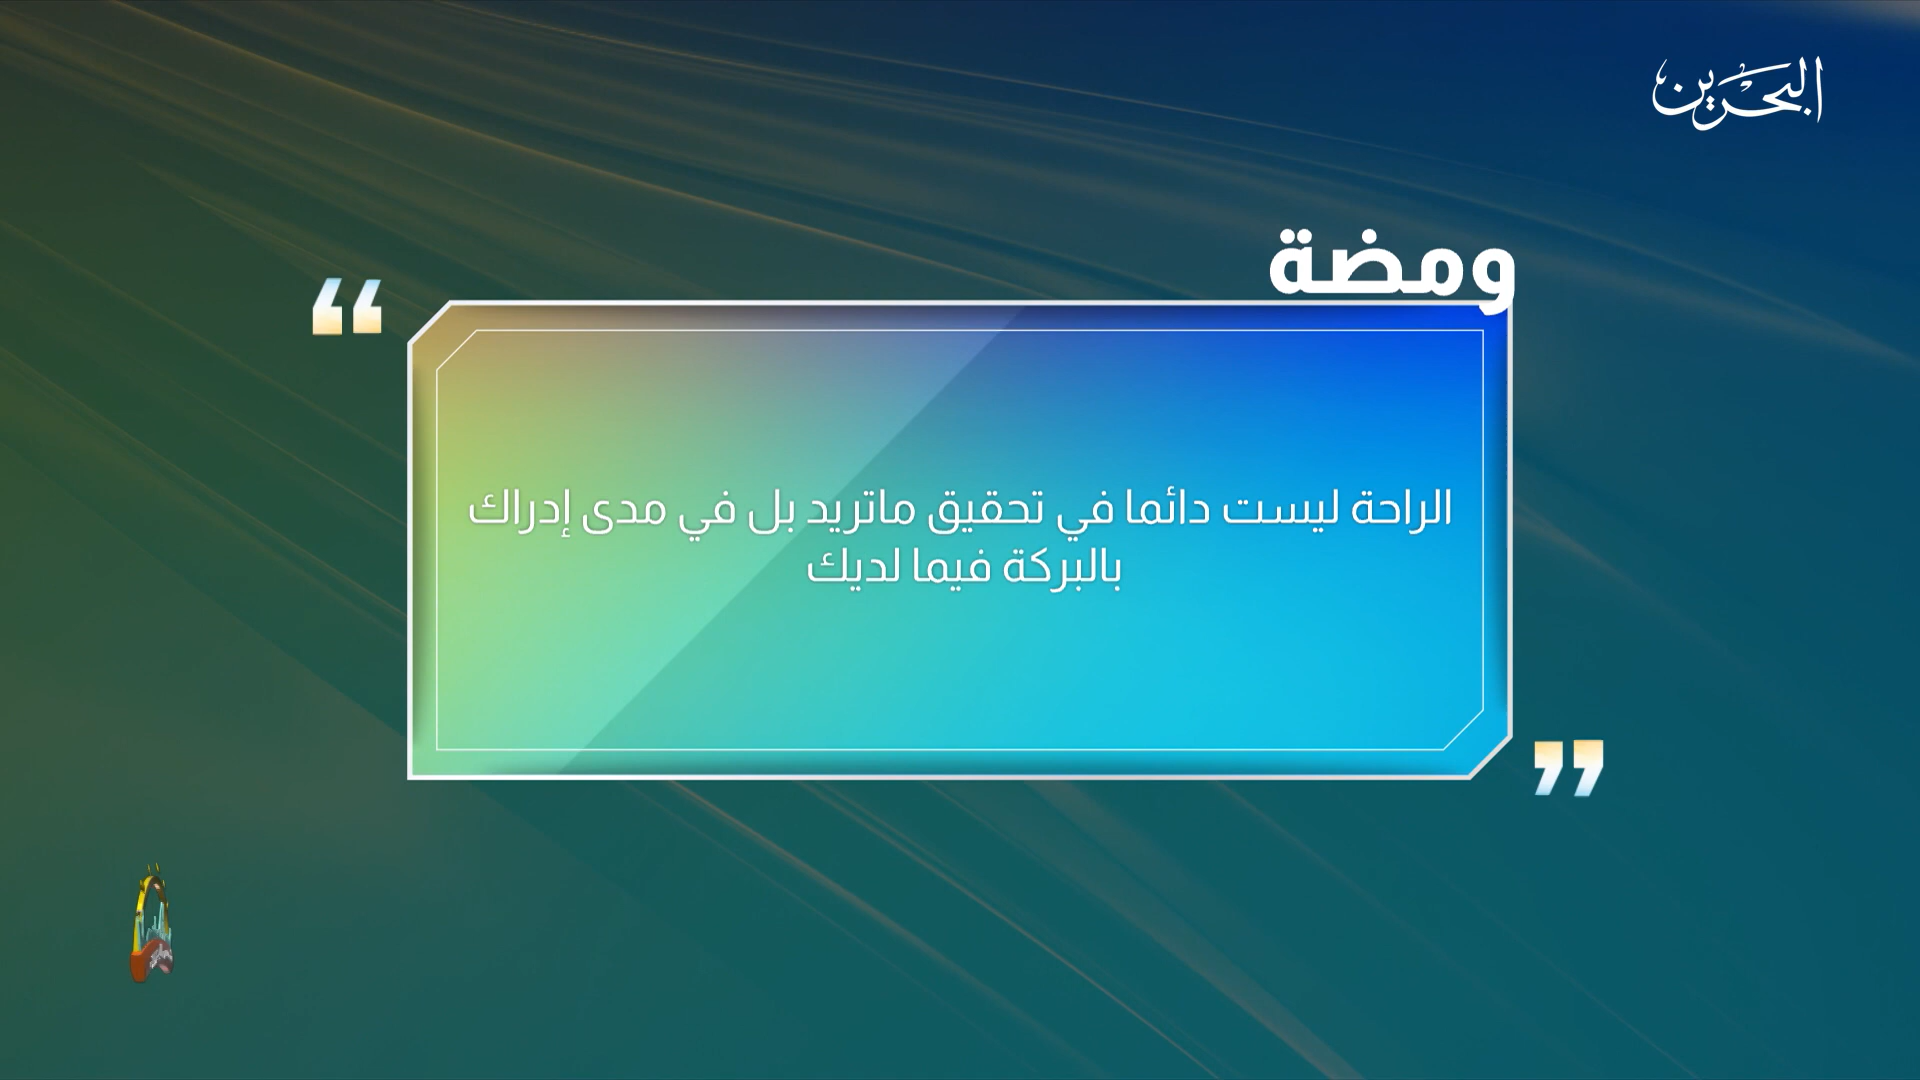 البحرين
ومضة
الراحة ليست دائما في تحقيق ماتريد بل في مدى إدراك
بالبركة فيما لديك